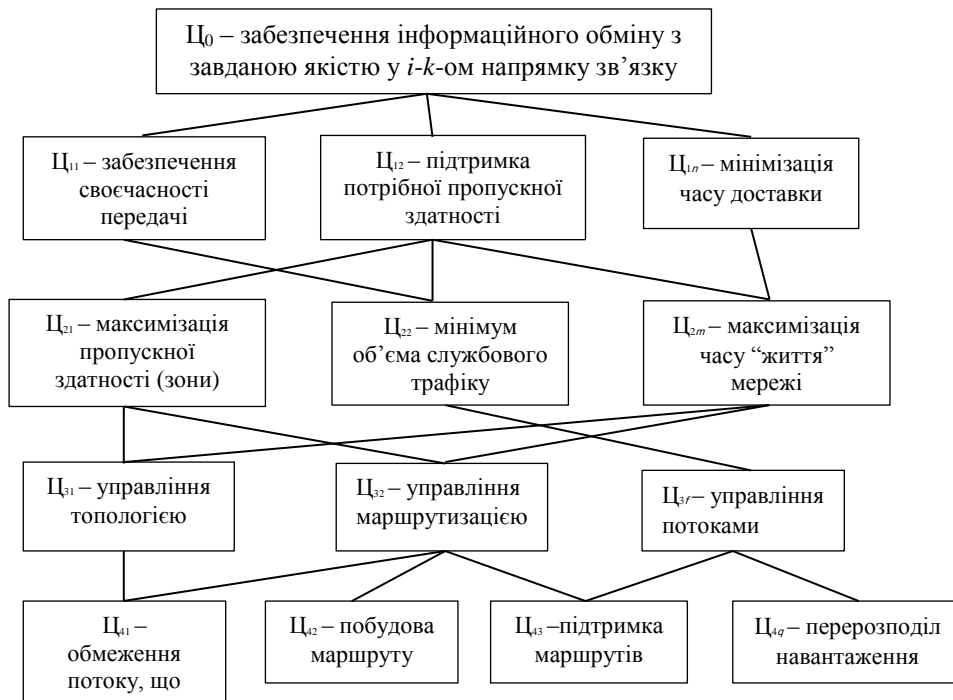 Ц0 – забезпечення інформаційного обміну з
завданою якістю у i-k-ом напрямку зв’язку
Ц11 – забезпечення
своєчасності
передачі
Ц12 – підтримка
потрібної пропускної
здатності
Ц1n – мінімізація
часу доставки
Ц21 – максимізація
пропускної
здатності (зони)
Ц22 – мінімум
об’єма службового
трафіку
Ц2m – максимізація
часу “життя”
мережі
Ц31 – управління
топологією
Ц32 – управління
маршрутизацією
Ц3f – управління
потоками
Ц41 –
обмеження
потоку, що
Ц42 – побудова
маршруту
Ц43 –підтримка
маршрутів
Ц4q – перерозподіл
навантаження